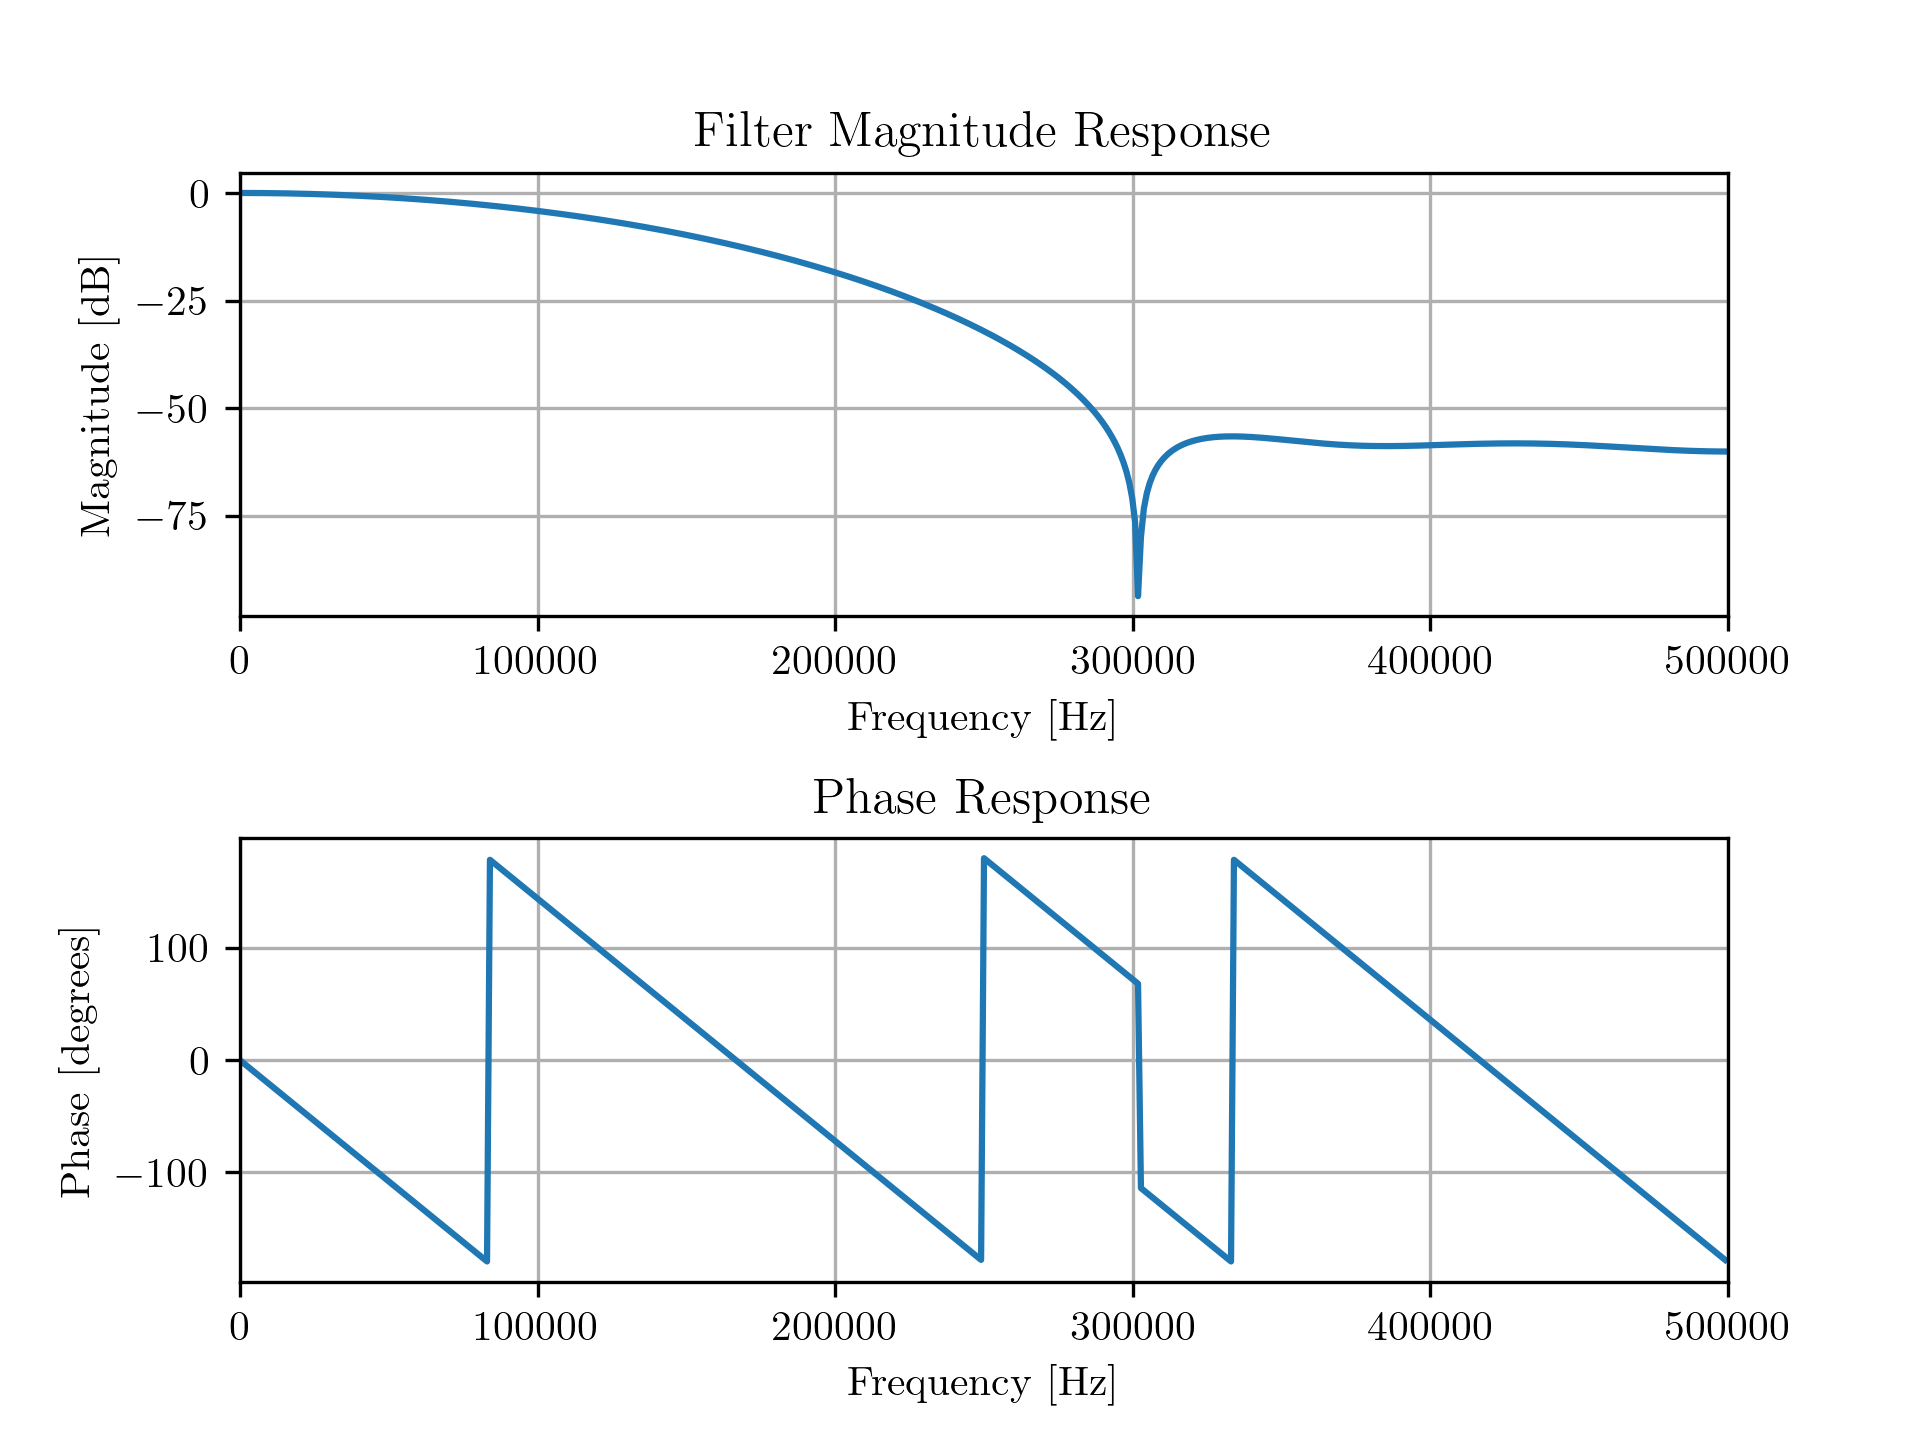 Filter Magnitude Response
Magnitude [dB]
0
−25
−50
−75
0 100000 200000 300000 400000 500000
Frequency [Hz]
Phase Response
Phase [degrees]
100
0
−100
0 100000 200000 300000 400000 500000
Frequency [Hz]